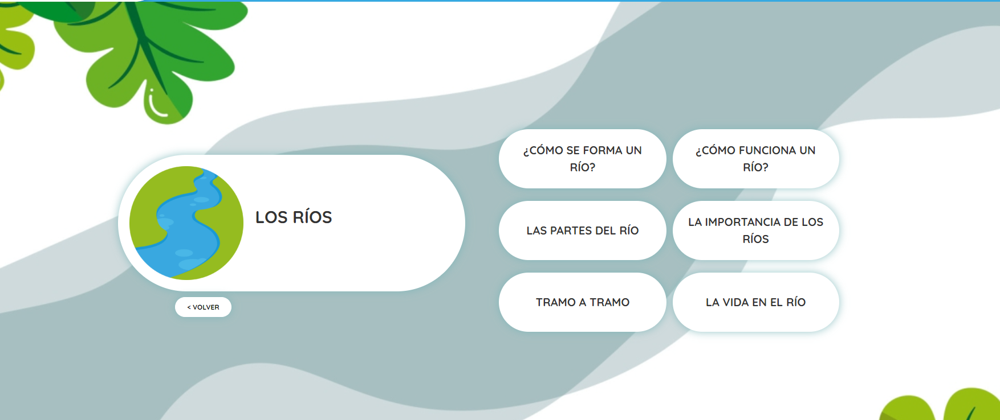 LOS RÍOS
< VOLVER
¿CÓMO SE FORMA UN
RÍO?
¿CÓMO FUNCIONA UN
RÍO?
LAS PARTES DEL RÍO
LA IMPORTANCIA DE LOS
RÍOS
TRAMO A TRAMO
LA VIDA EN EL RÍO